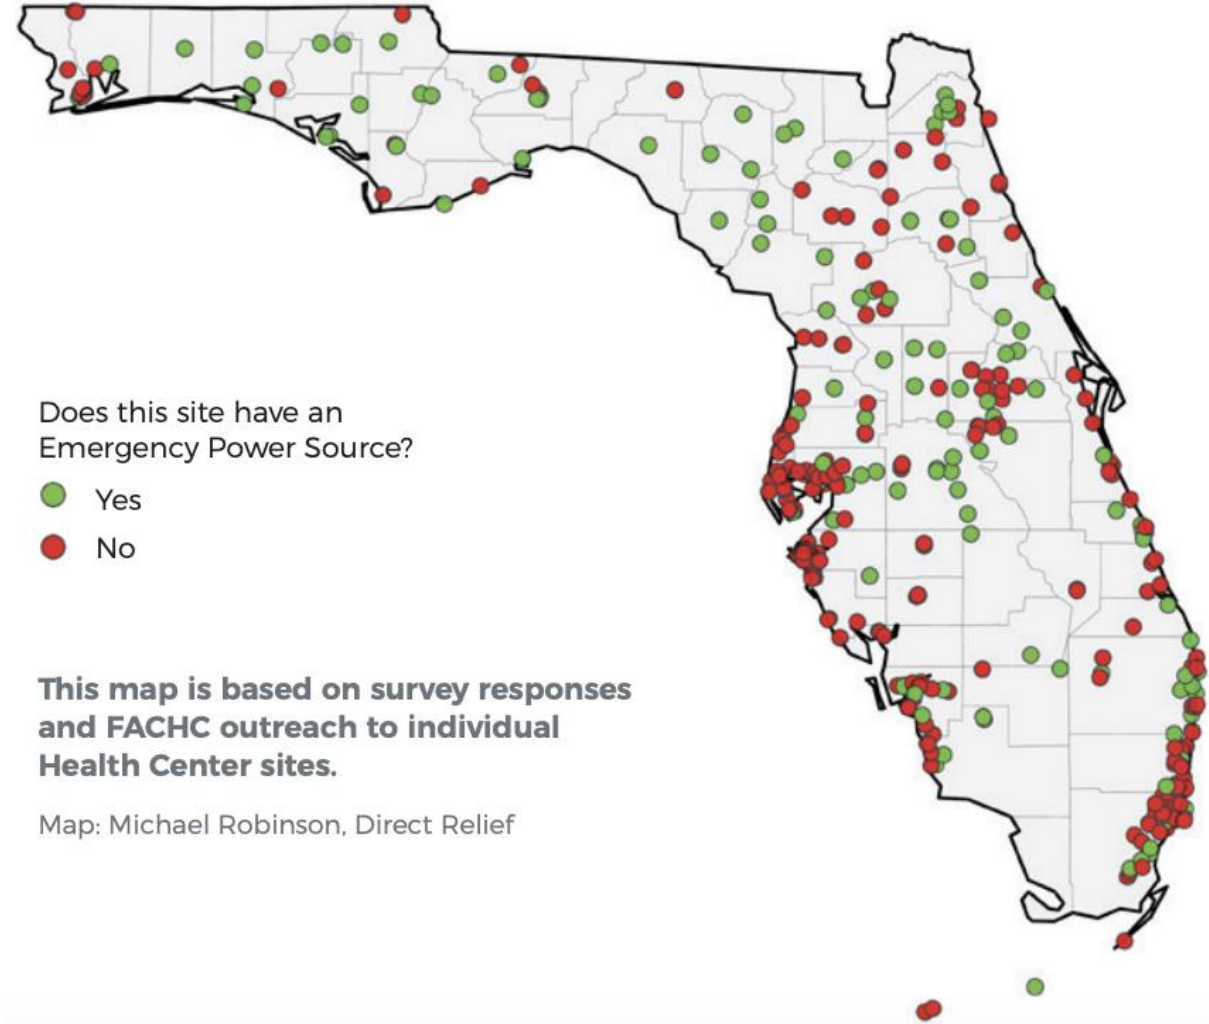 Does this site have an
Emergency Power Source?
Yes
No
This map is based on survey responses
and FACHC outreach to individual
Health Center sites.
Map: Michael Robinson, Direct Relief